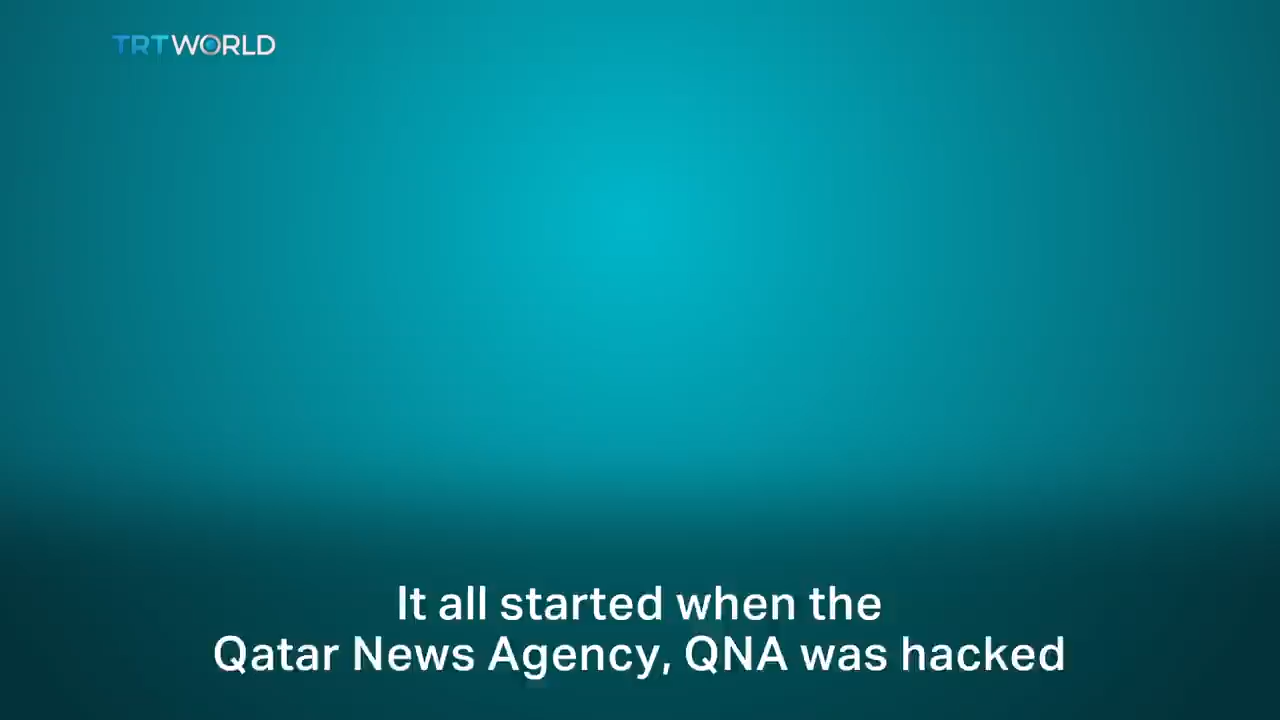 TRTWORLD
It all started when the
Qatar News Agency, QNA was hacked